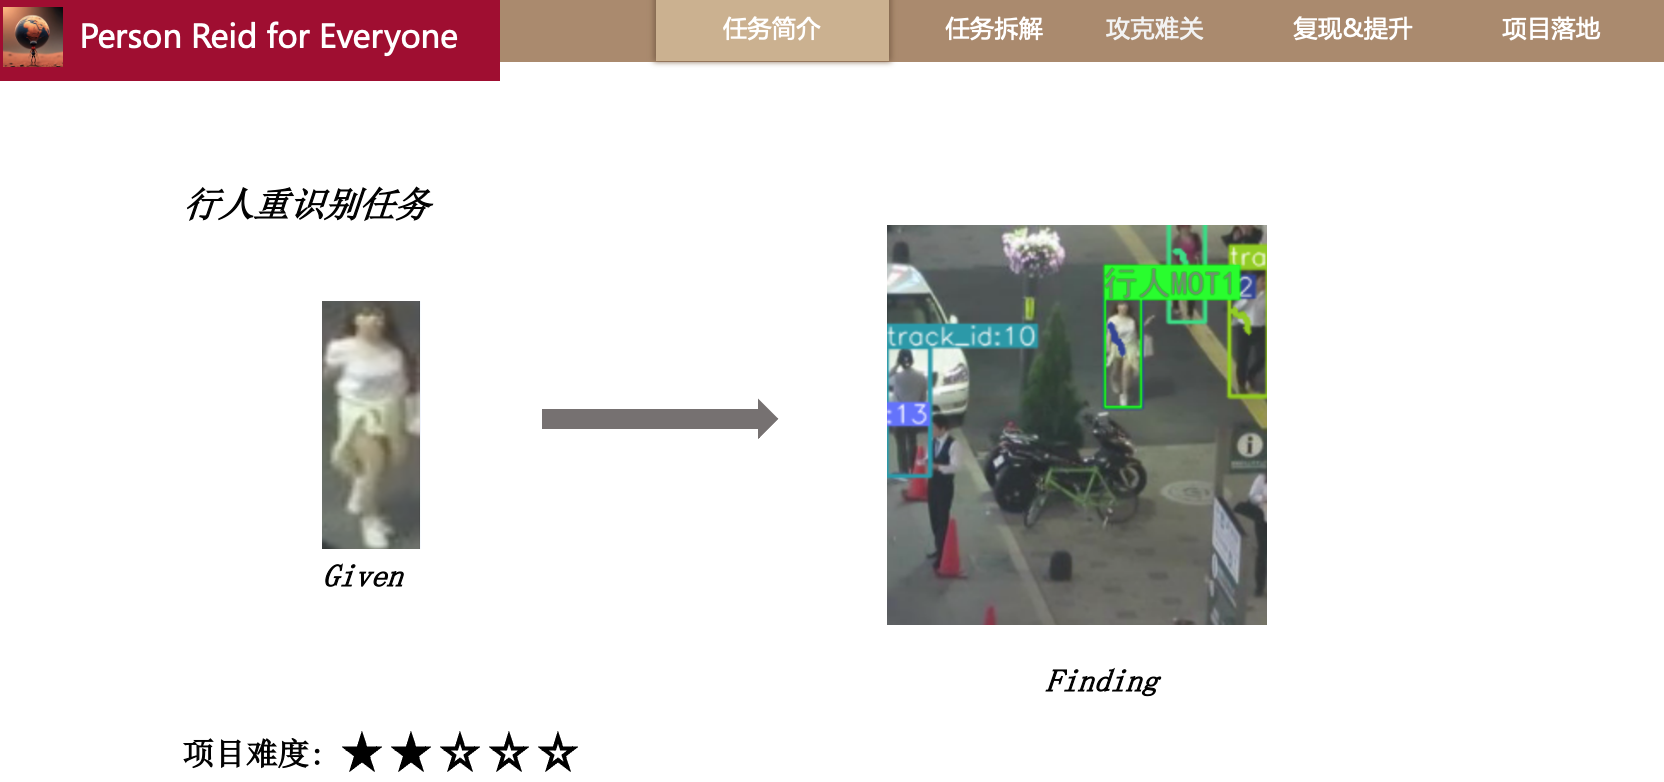 Person Reid for Everyone
任务简介 任务拆解 攻克难关 复现&提升 项目落地
行人重识别任务
tra
行人MOT1
2
track_id:10
:13
i
Given
Finding
项目难度：★★☆☆☆